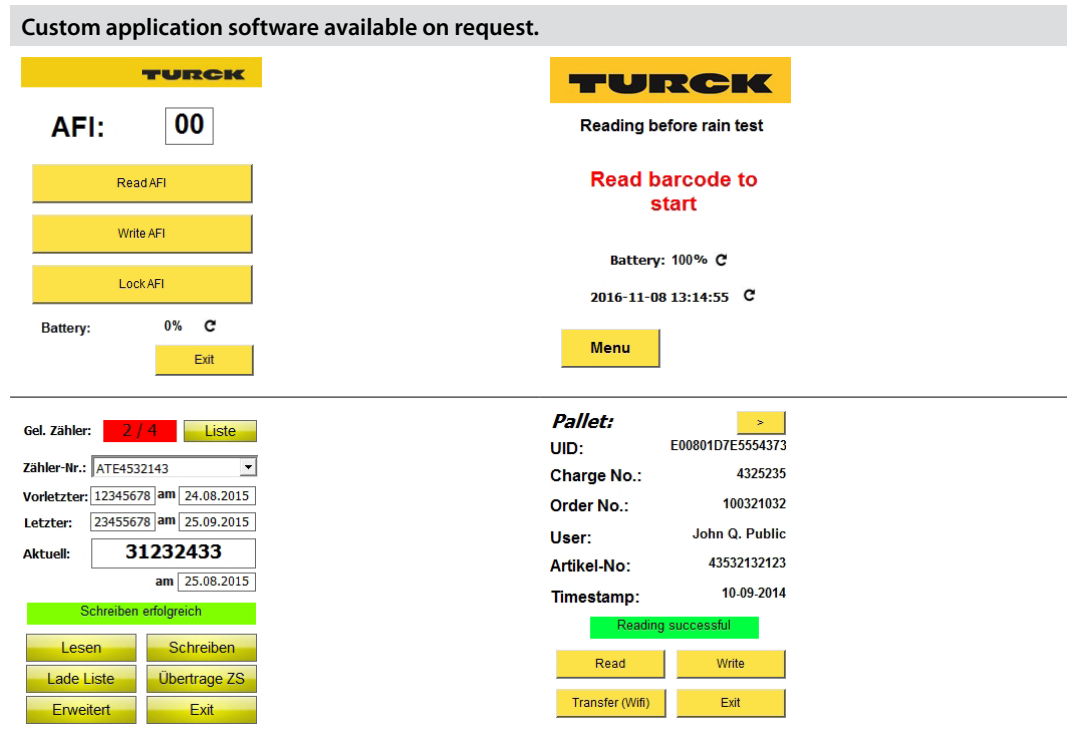 Custom application software available on request.
TURCK
AFI: 00
Read AFI
Write AFI
Lock AFI
Battery: 0%
Exit
TURCK
Reading before rain test
Read barcode to
start
Battery: 100%
2016-11-08 13:14:55
Menu
Gel. Zähler: 2 / 4 Liste
Zähler-Nr.: ATE4532143
Vorletzter: 12345678 am 24.08.2015
Letzter: 23455678 am 25.09.2015
Aktuell: 31232433
am 25.08.2015
Schreiben erfolgreich
Lesen Schreiben
Lade Liste Übertrage ZS
Erweitert Exit
Pallet: >
UID: E00801D7E5554373
Charge No.: 4325235
Order No.: 100321032
User: John Q. Public
Artikel-No: 43532132123
Timestamp: 10-09-2014
Reading successful
Read Write
Transfer (Wifi) Exit